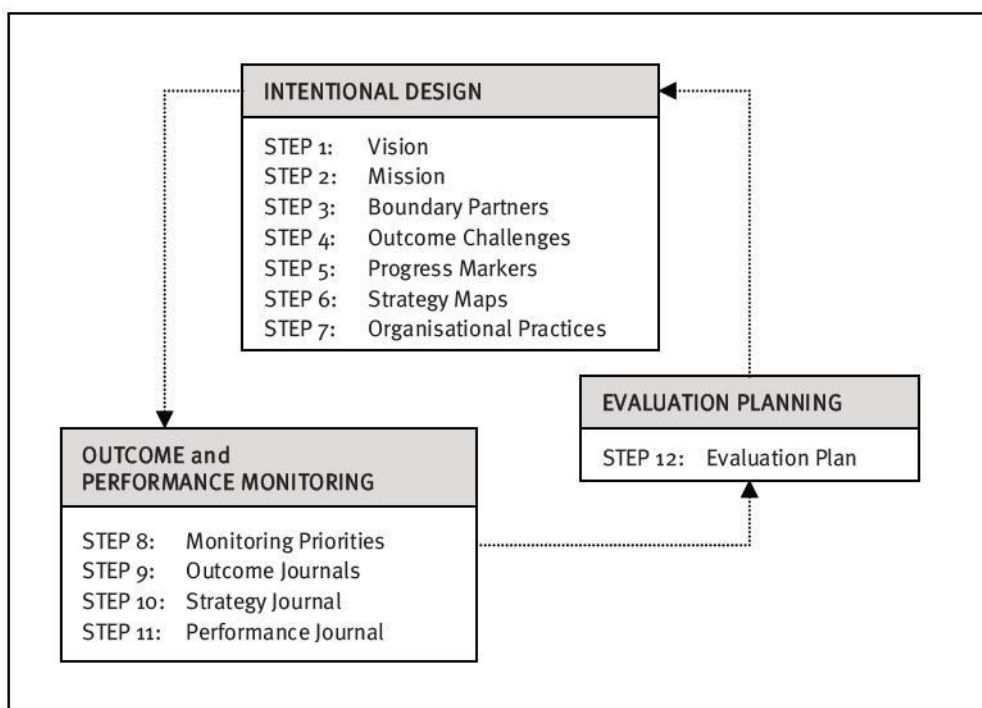 INTENTIONAL DESIGN
STEP 1: Vision
STEP 2: Mission
STEP 3: Boundary Partners
STEP 4: Outcome Challenges
STEP 5: Progress Markers
STEP 6: Strategy Maps
STEP 7: Organisational Practices
OUTCOME and
PERFORMANCE MONITORING
STEP 8: Monitoring Priorities
STEP 9: Outcome Journals
STEP 10: Strategy Journal
STEP 11: Performance Journal
EVALUATION PLANNING
STEP 12: Evaluation Plan